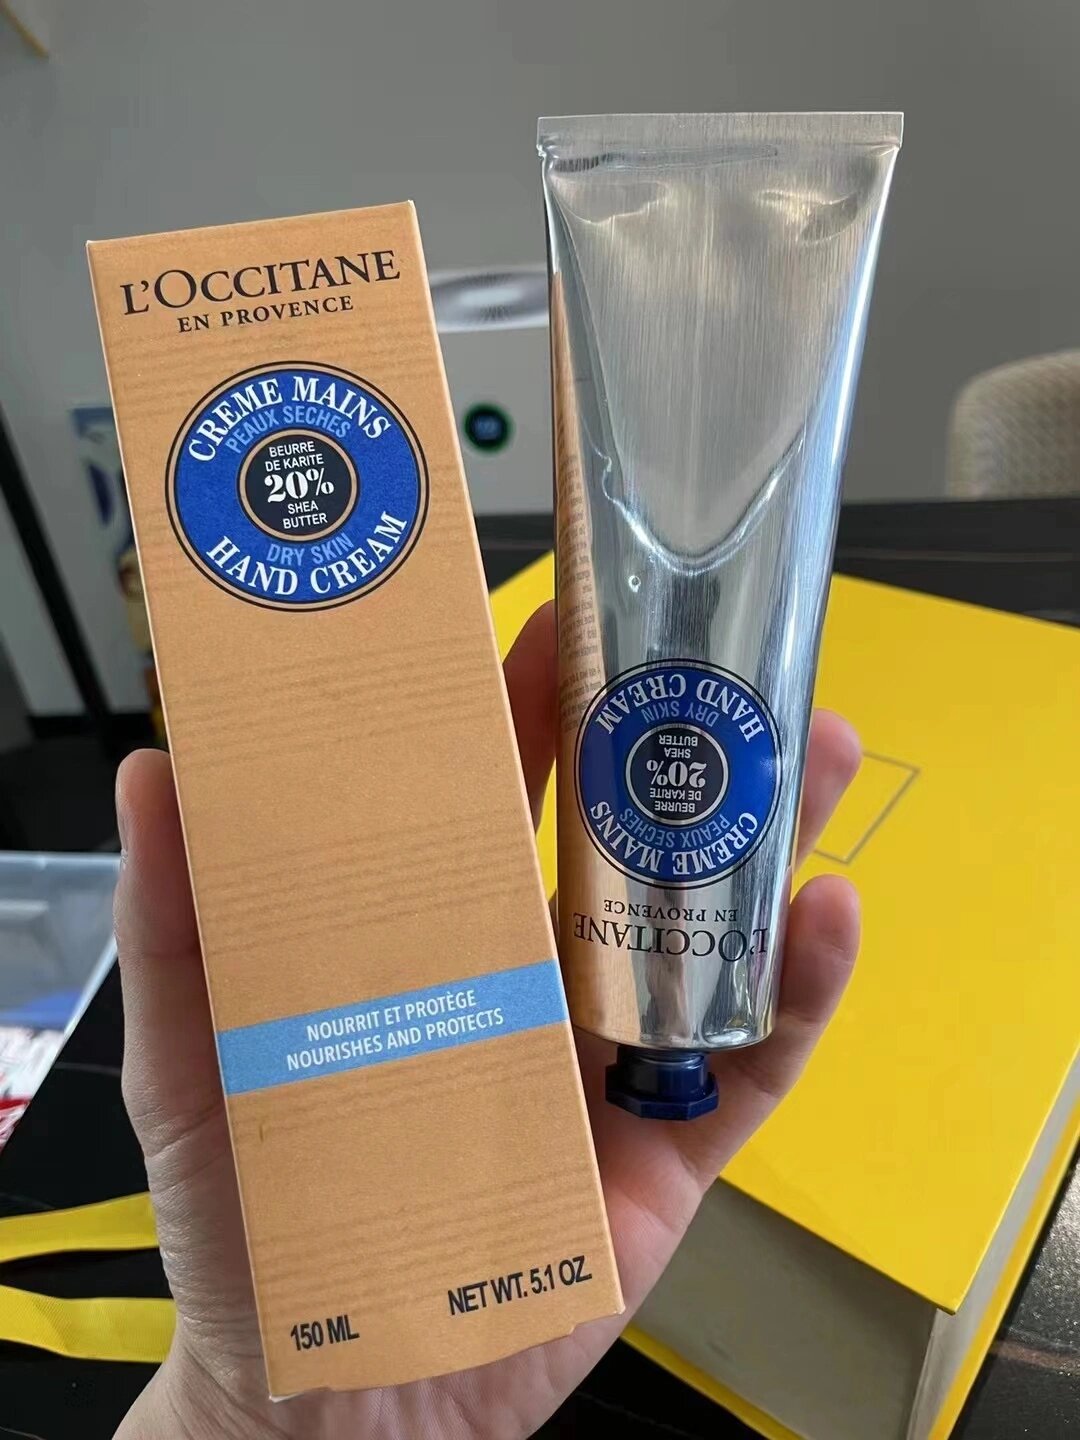 L'OCCITANE
EN PROVENCE
CREME MAINS
PEAUX SECHES
BEURRE
DE KARITE
20%
SHEA
BUTTER
DRY SKIN
HAND CREAM
NOURRIT ET PROTÈGE
NOURISHES AND PROTECTS
150 ML
NET WT. 5.1 OZ.
L'OCCITANE
EN PROVENCE
CREME MAINS
PEAUX SECHES
BEURRE
DE KARITE
20%
SHEA
BUTTER
DRY SKIN
HAND CREAM